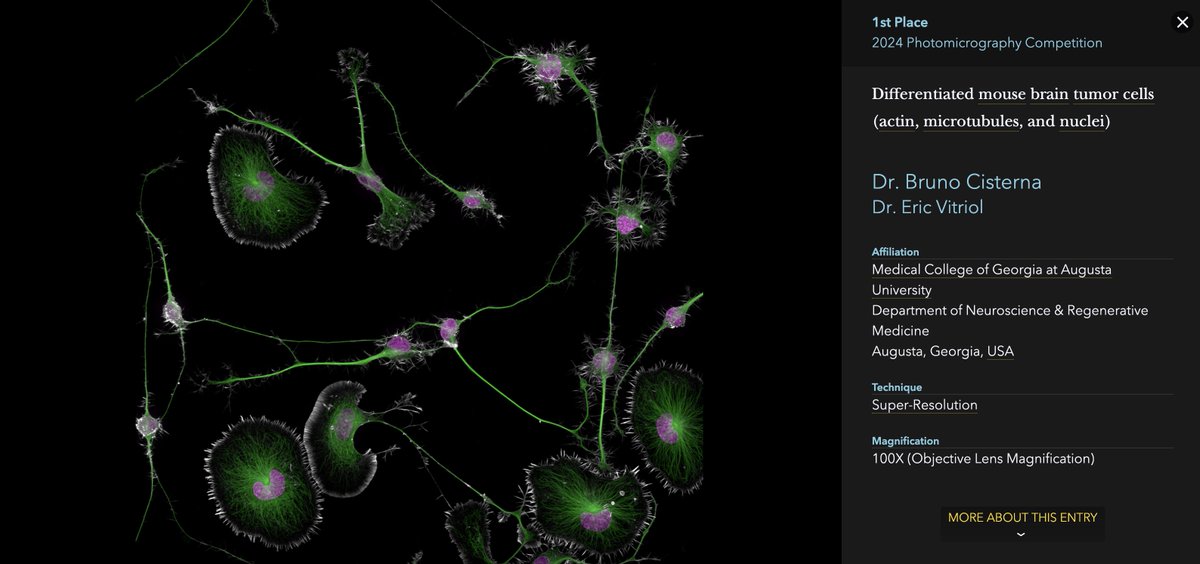 1st Place
2024 Photomicrography Competition
Differentiated mouse brain tumor cells
(actin, microtubules, and nuclei)
Dr. Bruno Cisterna
Dr. Eric Vitriol
Affiliation
Medical College of Georgia at Augusta
University
Department of Neuroscience & Regenerative
Medicine
Augusta, Georgia, USA
Technique
Super-Resolution
Magnification
100X (Objective Lens Magnification)
MORE ABOUT THIS ENTRY